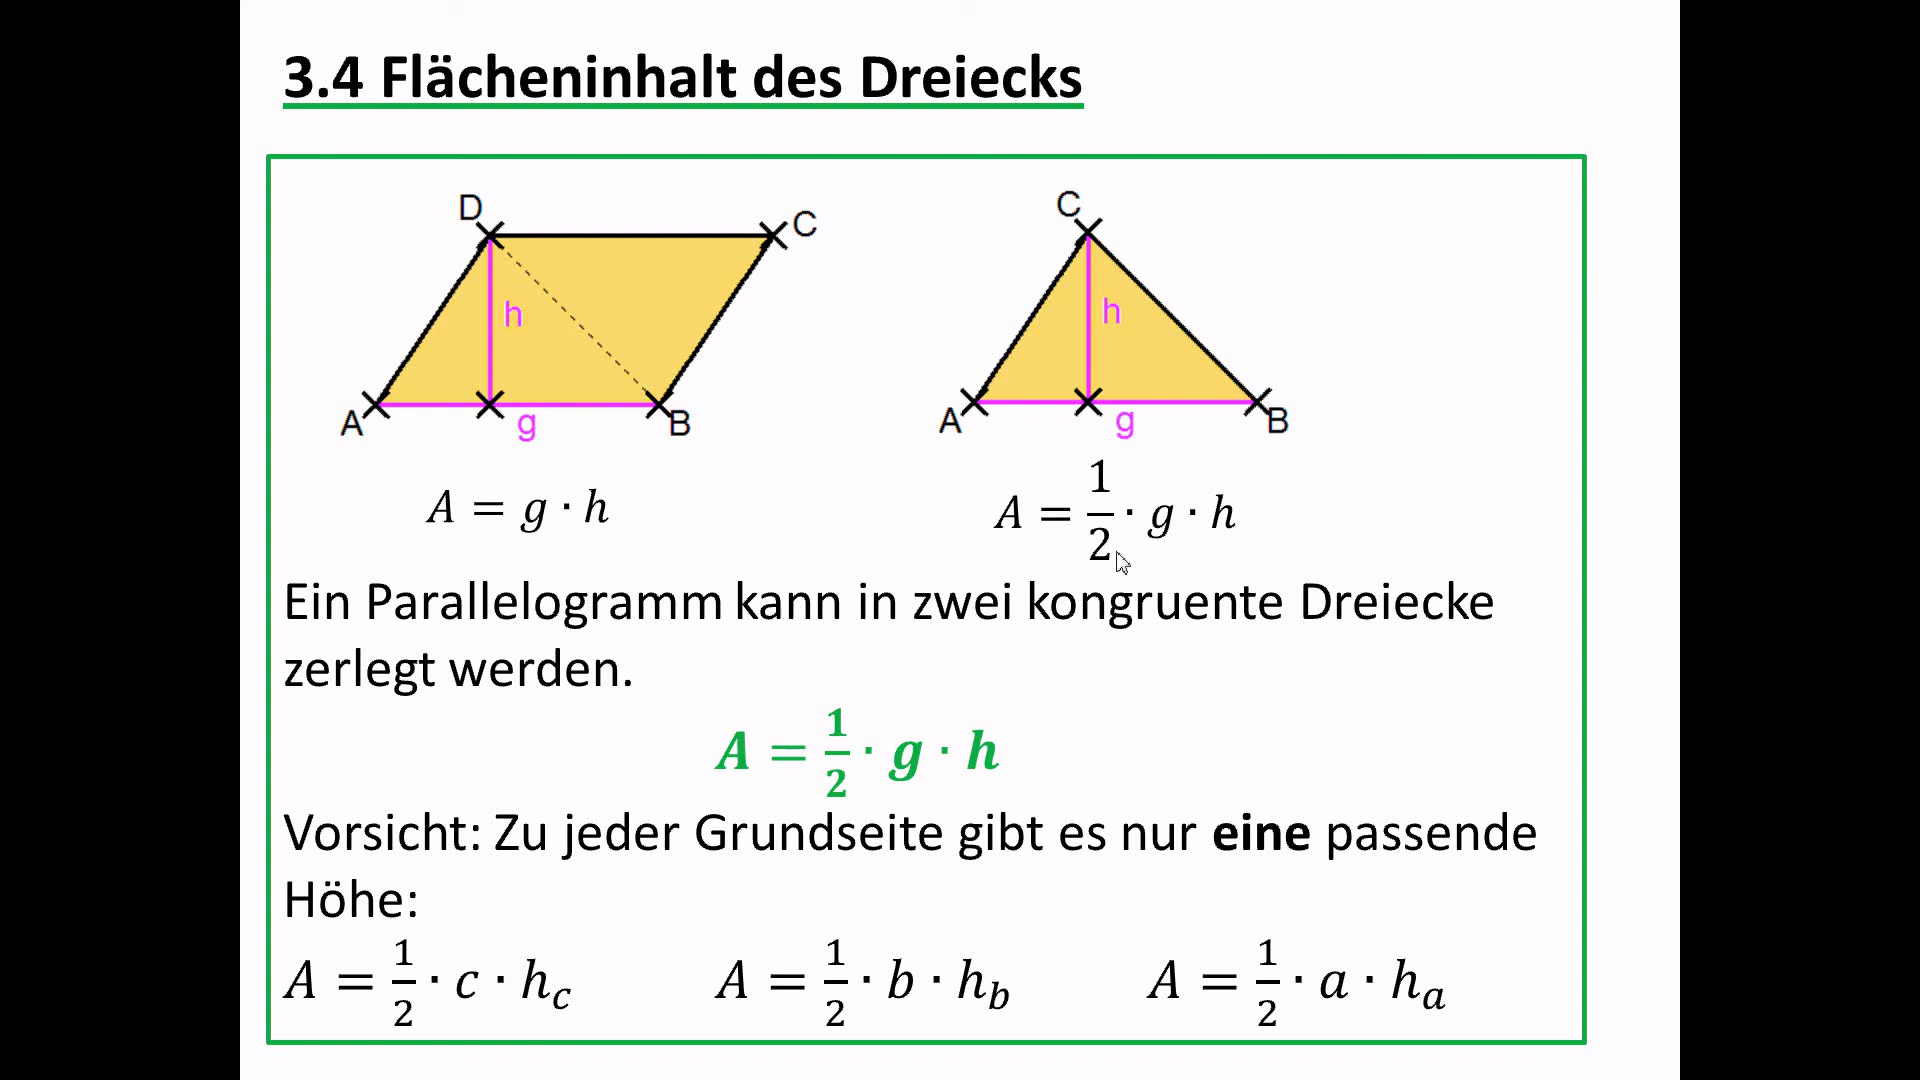 3.4 Flächeninhalt des Dreiecks
D C
h
A g B
C
h
A g B
A = g · h
A = 1/2 · g · h
Ein Parallelogramm kann in zwei kongruente Dreiecke
zerlegt werden.
A = 1/2 · g · h
Vorsicht: Zu jeder Grundseite gibt es nur eine passende
Höhe:
A = 1/2 · c · h_c A = 1/2 · b · h_b A = 1/2 · a · h_a